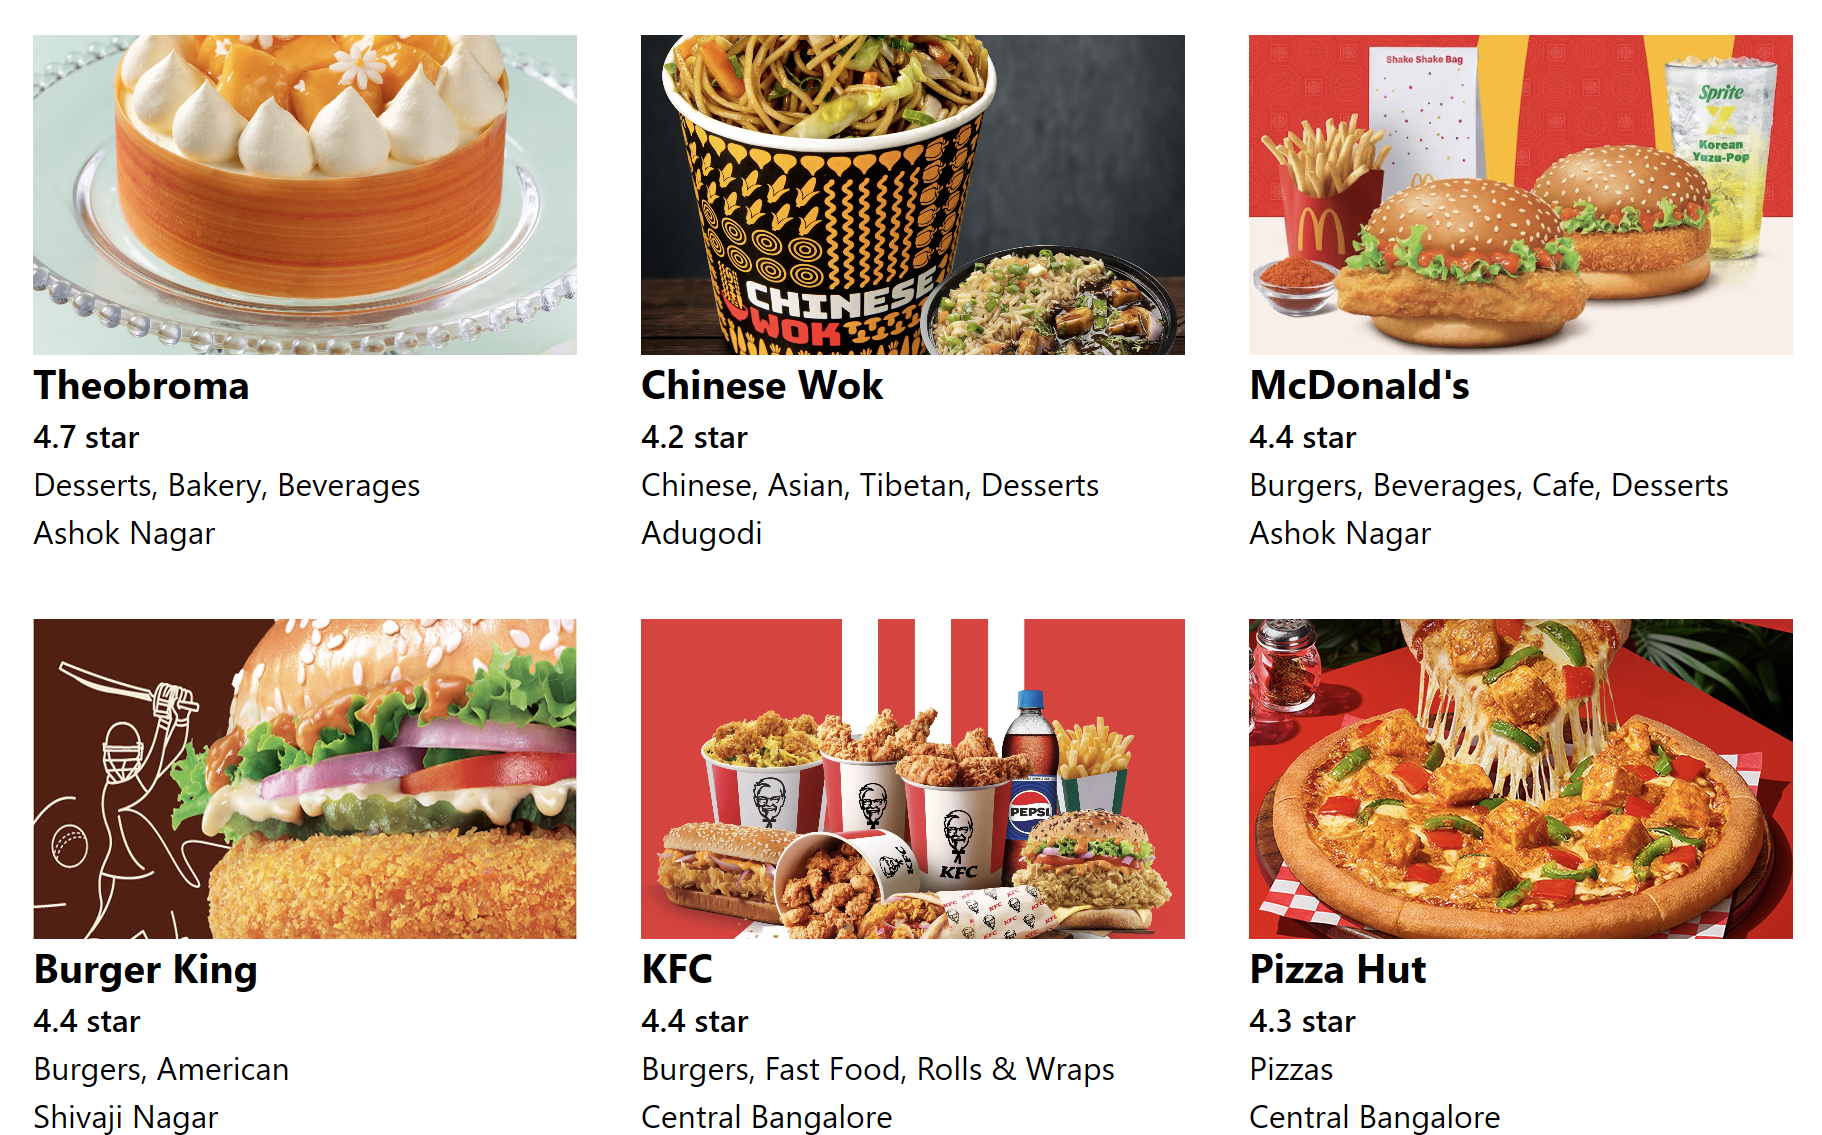 Shake Shake Bag
Sprite
Korean
Yuzu-Pop
CHINESE
WOK
Theobroma
4.7 star
Desserts, Bakery, Beverages
Ashok Nagar
Chinese Wok
4.2 star
Chinese, Asian, Tibetan, Desserts
Adugodi
McDonald's
4.4 star
Burgers, Beverages, Cafe, Desserts
Ashok Nagar
PEPSI
KFC
Burger King
4.4 star
Burgers, American
Shivaji Nagar
KFC
4.4 star
Burgers, Fast Food, Rolls & Wraps
Central Bangalore
Pizza Hut
4.3 star
Pizzas
Central Bangalore